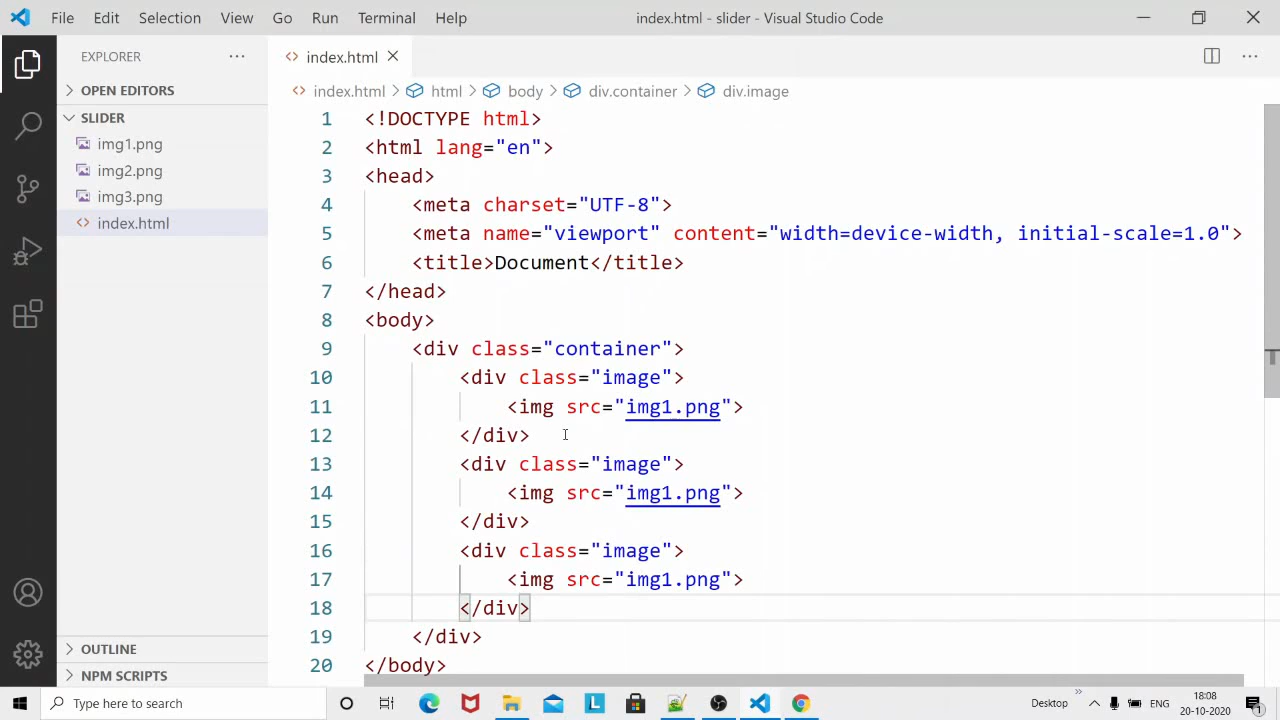 File Edit Selection View Go Run Terminal Help index.html - slider - Visual Studio Code
EXPLORER
index.html
OPEN EDITORS
index.html > html > body > div.container > div.image
SLIDER
img1.png
img2.png
img3.png
index.html
1 <!DOCTYPE html>
2 <html lang="en">
3 <head>
4 <meta charset="UTF-8">
5 <meta name="viewport" content="width=device-width, initial-scale=1.0">
6 <title>Document</title>
7 </head>
8 <body>
9 <div class="container">
10 <div class="image">
11 <img src="img1.png">
12 </div>
13 <div class="image">
14 <img src="img1.png">
15 </div>
16 <div class="image">
17 <img src="img1.png">
18 </div>
19 </div>
20 </body>
OUTLINE
NPM SCRIPTS
Type here to search
L
Desktop
ENG
18:08
20-10-2020
1